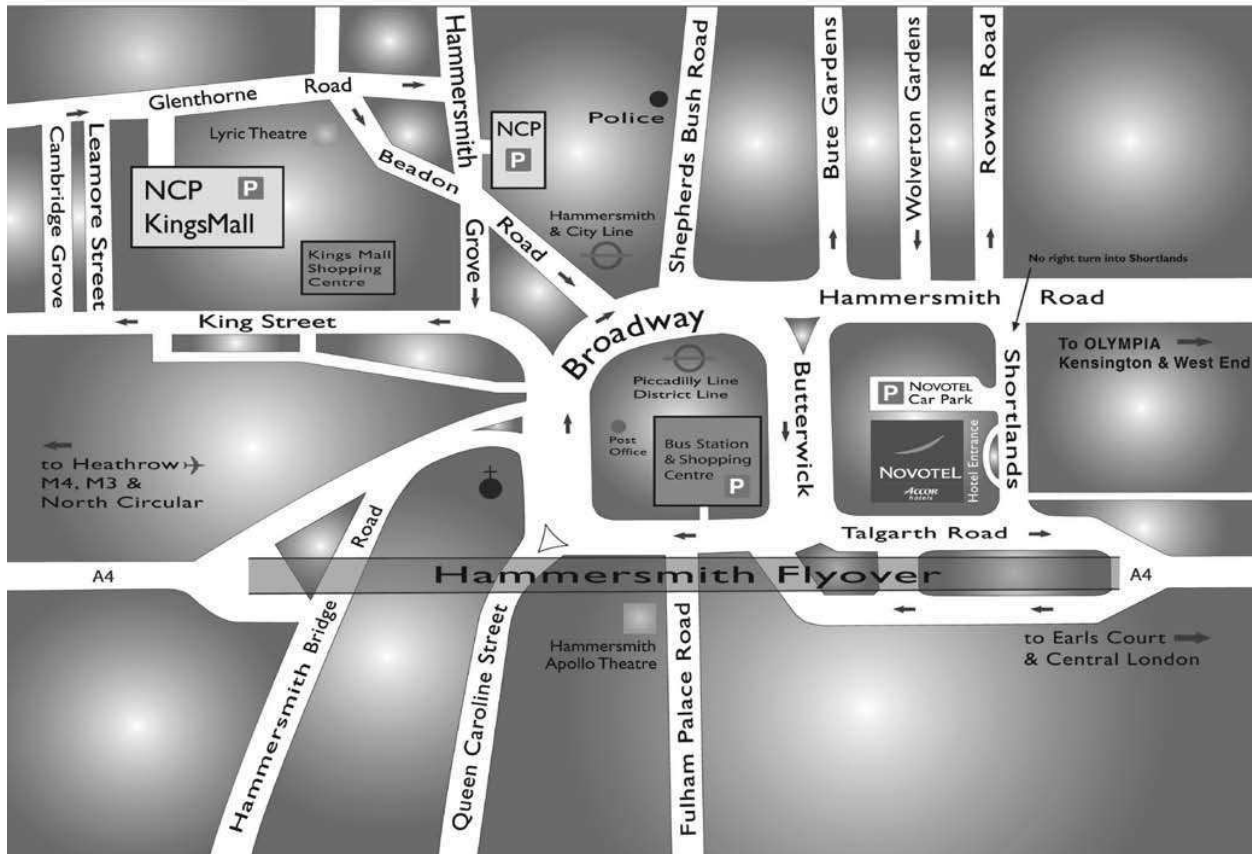 Hammersmith
Grove
Glenthorne Road
Cambridge Grove
Leamore Street
Lyric Theatre
Beadon
Road
NCP
P
NCP P
KingsMall
Kings Mall
Shopping
Centre
Police
Hammersmith
& City Line
Shepherds Bush Road
Bute Gardens
Wolverton Gardens
Rowan Road
No right turn into Shortlands
Hammersmith Road
King Street
Broadway
Piccadilly Line
District Line
Post
Office
Bus Station
& Shopping
Centre
P
Butterwick
P NOVOTEL
Car Park
NOVOTEL
ACCOR
hotels
Hotel Entrance
Shortlands
To OLYMPIA
Kensington & West End
to Heathrow
M4, M3 &
North Circular
Talgarth Road
A4
Hammersmith Flyover
A4
Hammersmith Bridge Road
Queen Caroline Street
Hammersmith
Apollo Theatre
Fulham Palace Road
to Earls Court
& Central London